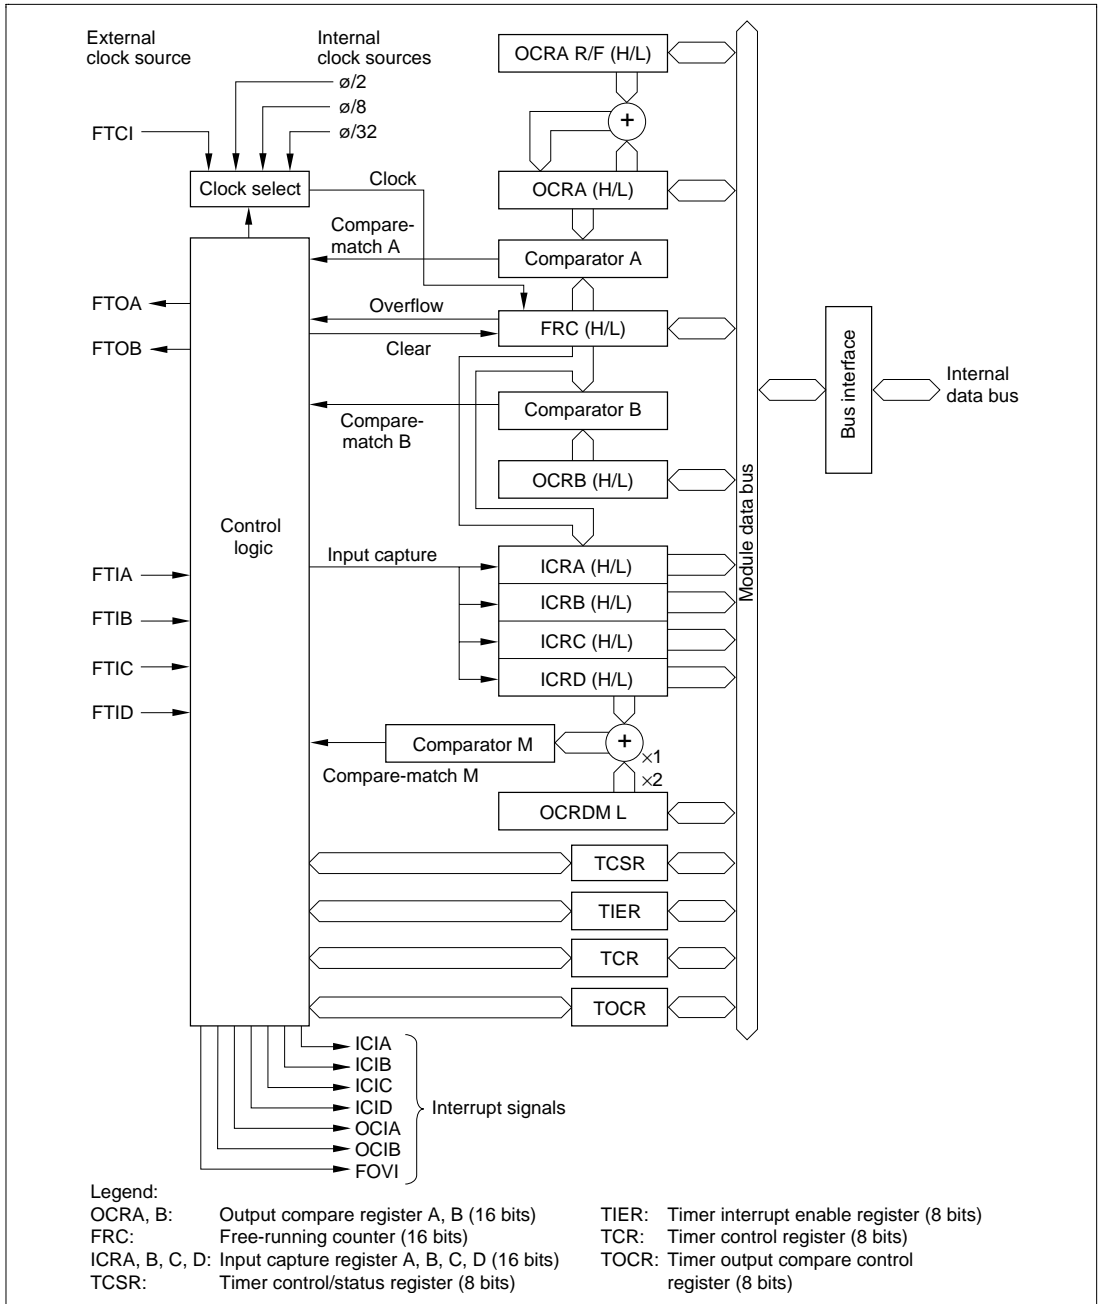 External
clock source
Internal
clock sources
ø/2
ø/8
ø/32
FTCI
Clock select
Clock
OCRA R/F (H/L)
+
OCRA (H/L)
Compare-
match A
Comparator A
FTOA
FTOB
Overflow
Clear
FRC (H/L)
Compare-
match B
Comparator B
OCRB (H/L)
Control
logic
FTIA
FTIB
FTIC
FTID
Input capture
ICRA (H/L)
ICRB (H/L)
ICRC (H/L)
ICRD (H/L)
+
×1
×2
Comparator M
Compare-match M
OCRDM L
TCSR
TIER
TCR
TOCR
Module data bus
Bus interface
Internal
data bus
ICIA
ICIB
ICIC
ICID
OCIA
OCIB
FOVI
Interrupt signals
Legend:
OCRA, B: Output compare register A, B (16 bits)
FRC: Free-running counter (16 bits)
ICRA, B, C, D: Input capture register A, B, C, D (16 bits)
TCSR: Timer control/status register (8 bits)
TIER: Timer interrupt enable register (8 bits)
TCR: Timer control register (8 bits)
TOCR: Timer output compare control
register (8 bits)